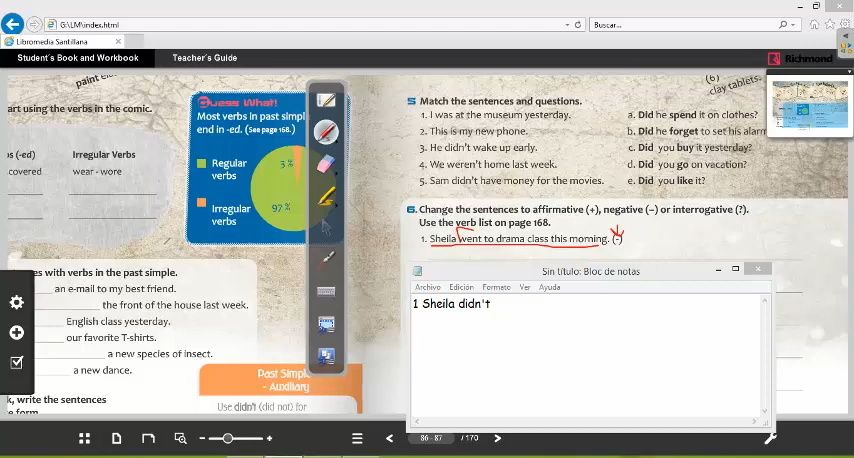 G:\LM\index.html
Buscar...
Libromedia Santillana
Student's Book and Workbook
Teacher's Guide
Richmond
paint
art using the verbs in the comic.
s (-ed)
Irregular Verbs
covered
wear - wore
Guess What!
Most verbs in past simpl
end in -ed. (See page 168.)
Regular
verbs
3 %
Irregular
verbs
97%
es with verbs in the past simple.
an e-mail to my best friend.
the front of the house last week.
English class yesterday.
our favorite T-shirts.
a new species of insect.
a new dance.
k, write the sentences
e form.
Past Simple
- Auxiliary
Use didn't (did not) for
(6)
clay tablets.
5 Match the sentences and questions.
1. I was at the museum yesterday.
a. Did he spend it on clothes?
2. This is my new phone.
b. Did he forget to set his alarm
3. He didn't wake up early.
c. Did you buy it yesterday?
4. We weren't home last week.
d. Did you go on vacation?
5. Sam didn't have money for the movies.
e. Did you like it?
6. Change the sentences to affirmative (+), negative (–) or interrogative (?).
Use the verb list on page 168.
1. Sheila went to drama class this morning. (-)
Sin título: Bloc de notas
Archivo Edición Formato Ver Ayuda
1 Sheila didn't
86 - 87 / 170